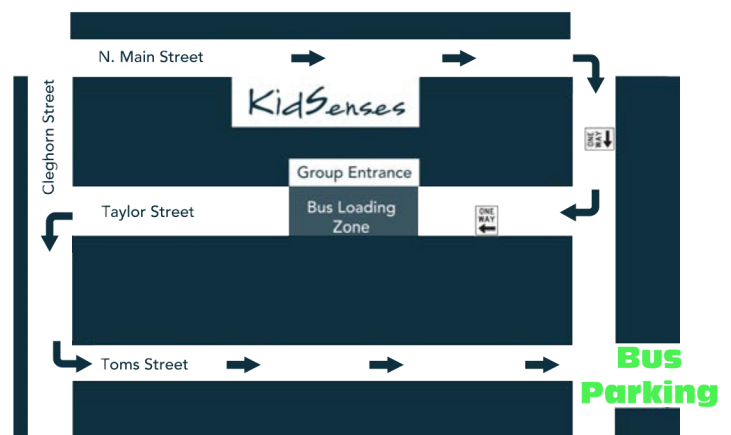 N. Main Street
Cleghorn Street
KidSenses
ONE
WAY
Group Entrance
Taylor Street
Bus Loading
Zone
ONE
WAY
Toms Street
Bus
Parking